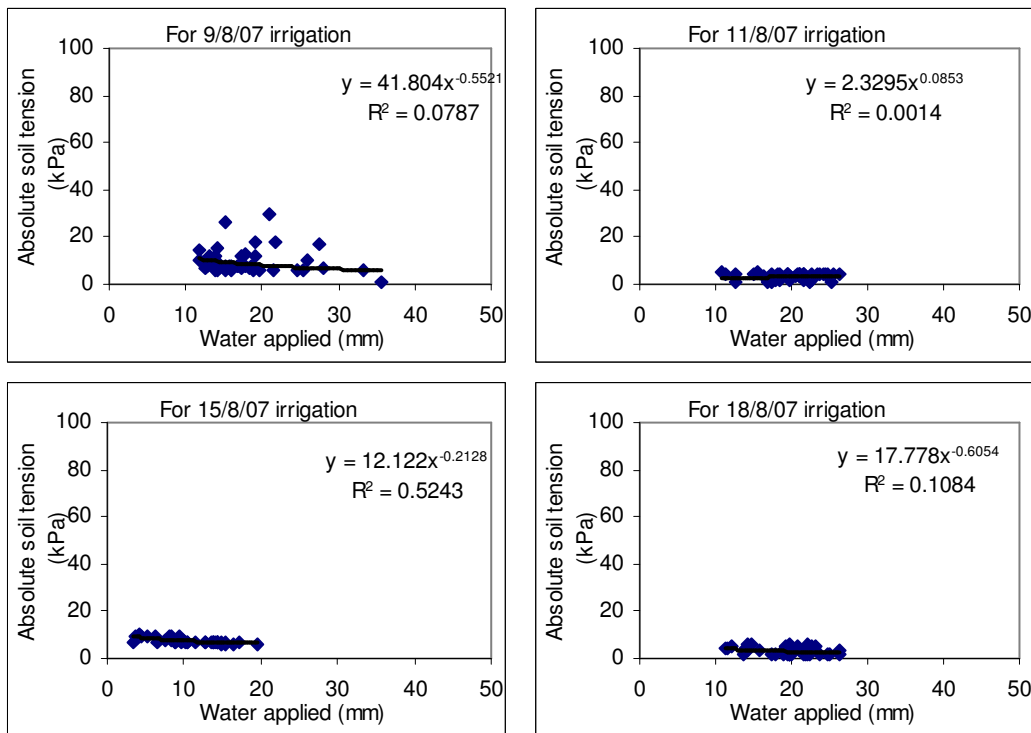 For 9/8/07 irrigation
y = 41.804x^-0.5521
R² = 0.0787
Absolute soil tension
(kPa)
100
80
60
40
20
0
0 10 20 30 40 50
Water applied (mm)
For 11/8/07 irrigation
y = 2.3295x^0.0853
R² = 0.0014
Absolute soil tension
(kPa)
100
80
60
40
20
0
0 10 20 30 40 50
Water applied (mm)
For 15/8/07 irrigation
y = 12.122x^-0.2128
R² = 0.5243
Absolute soil tension
(kPa)
100
80
60
40
20
0
0 10 20 30 40 50
Water applied (mm)
For 18/8/07 irrigation
y = 17.778x^-0.6054
R² = 0.1084
Absolute soil tension
(kPa)
100
80
60
40
20
0
0 10 20 30 40 50
Water applied (mm)